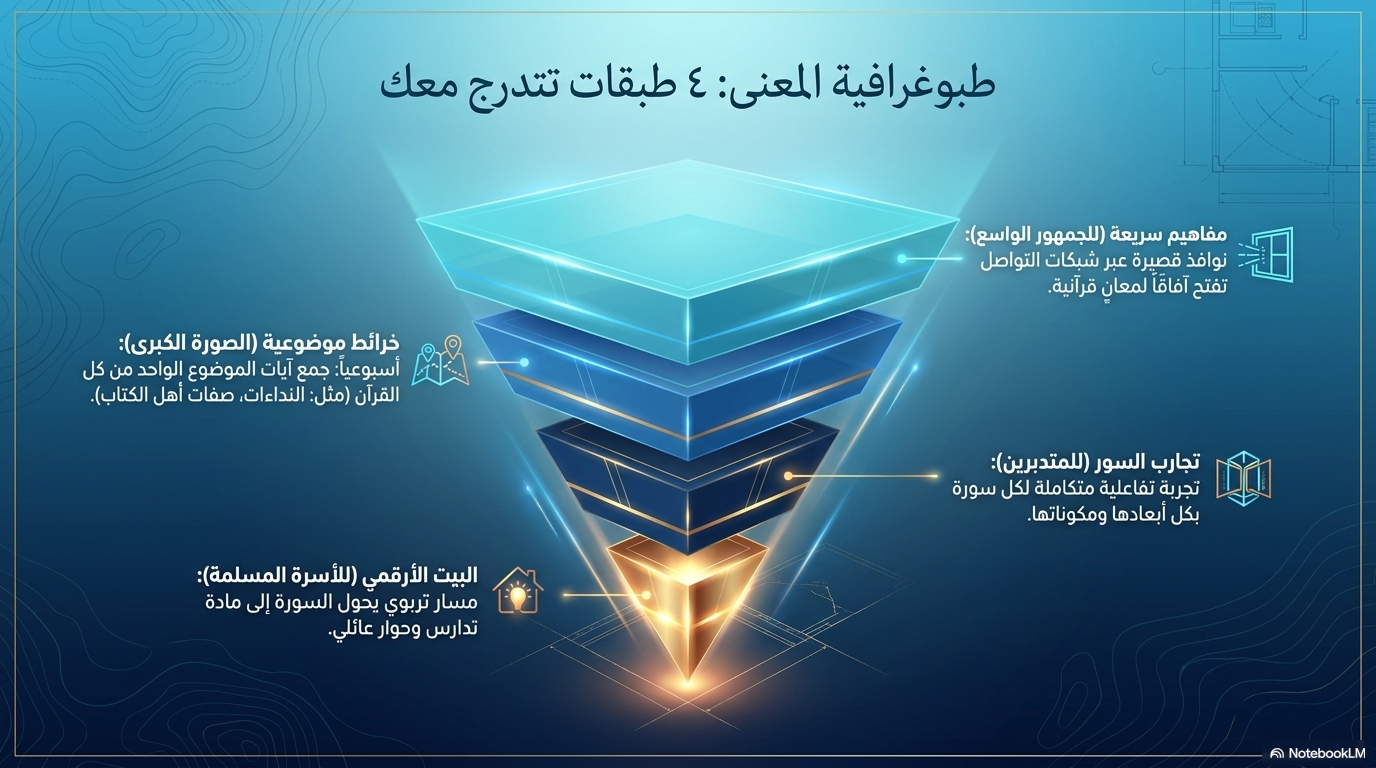 طبوغرافية المعنى: ٤ طبقات تتدرج معك
مفاهيم سريعة (للجمهور الواسع):
نوافذ قصيرة عبر شبكات التواصل
تفتح آفاقًاً لمعانٍ قرآنية.
خرائط موضوعية (الصورة الكبرى):
أسبوعياً: جمع آيات الموضوع الواحد من كل
القرآن (مثل: النداءات، صفات أهل الكتاب).
تجارب السور (للمتدبرين):
تجربة تفاعلية متكاملة لكل سورة
بكل أبعادها ومكوناتها.
البيت الأرقمي (للأسرة المسلمة):
مسار تربوي يحول السورة إلى مادة
تدارس وحوار عائلي.
NotebookLM